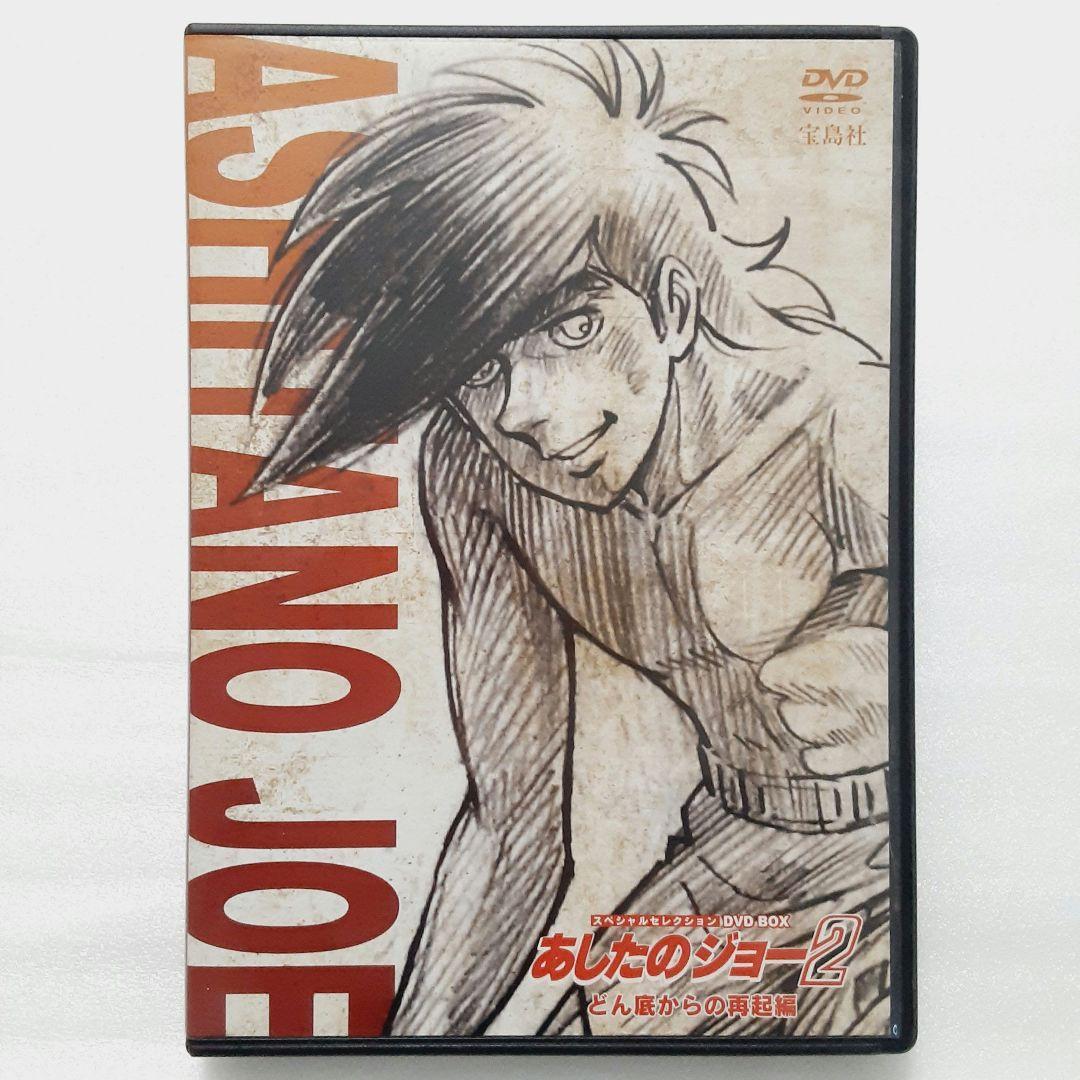 ASHITANO JOE
DVD
VIDEO
宝島社
スペシャルセレクション DVD BOX
あしたのジョー2
どん底からの再起編